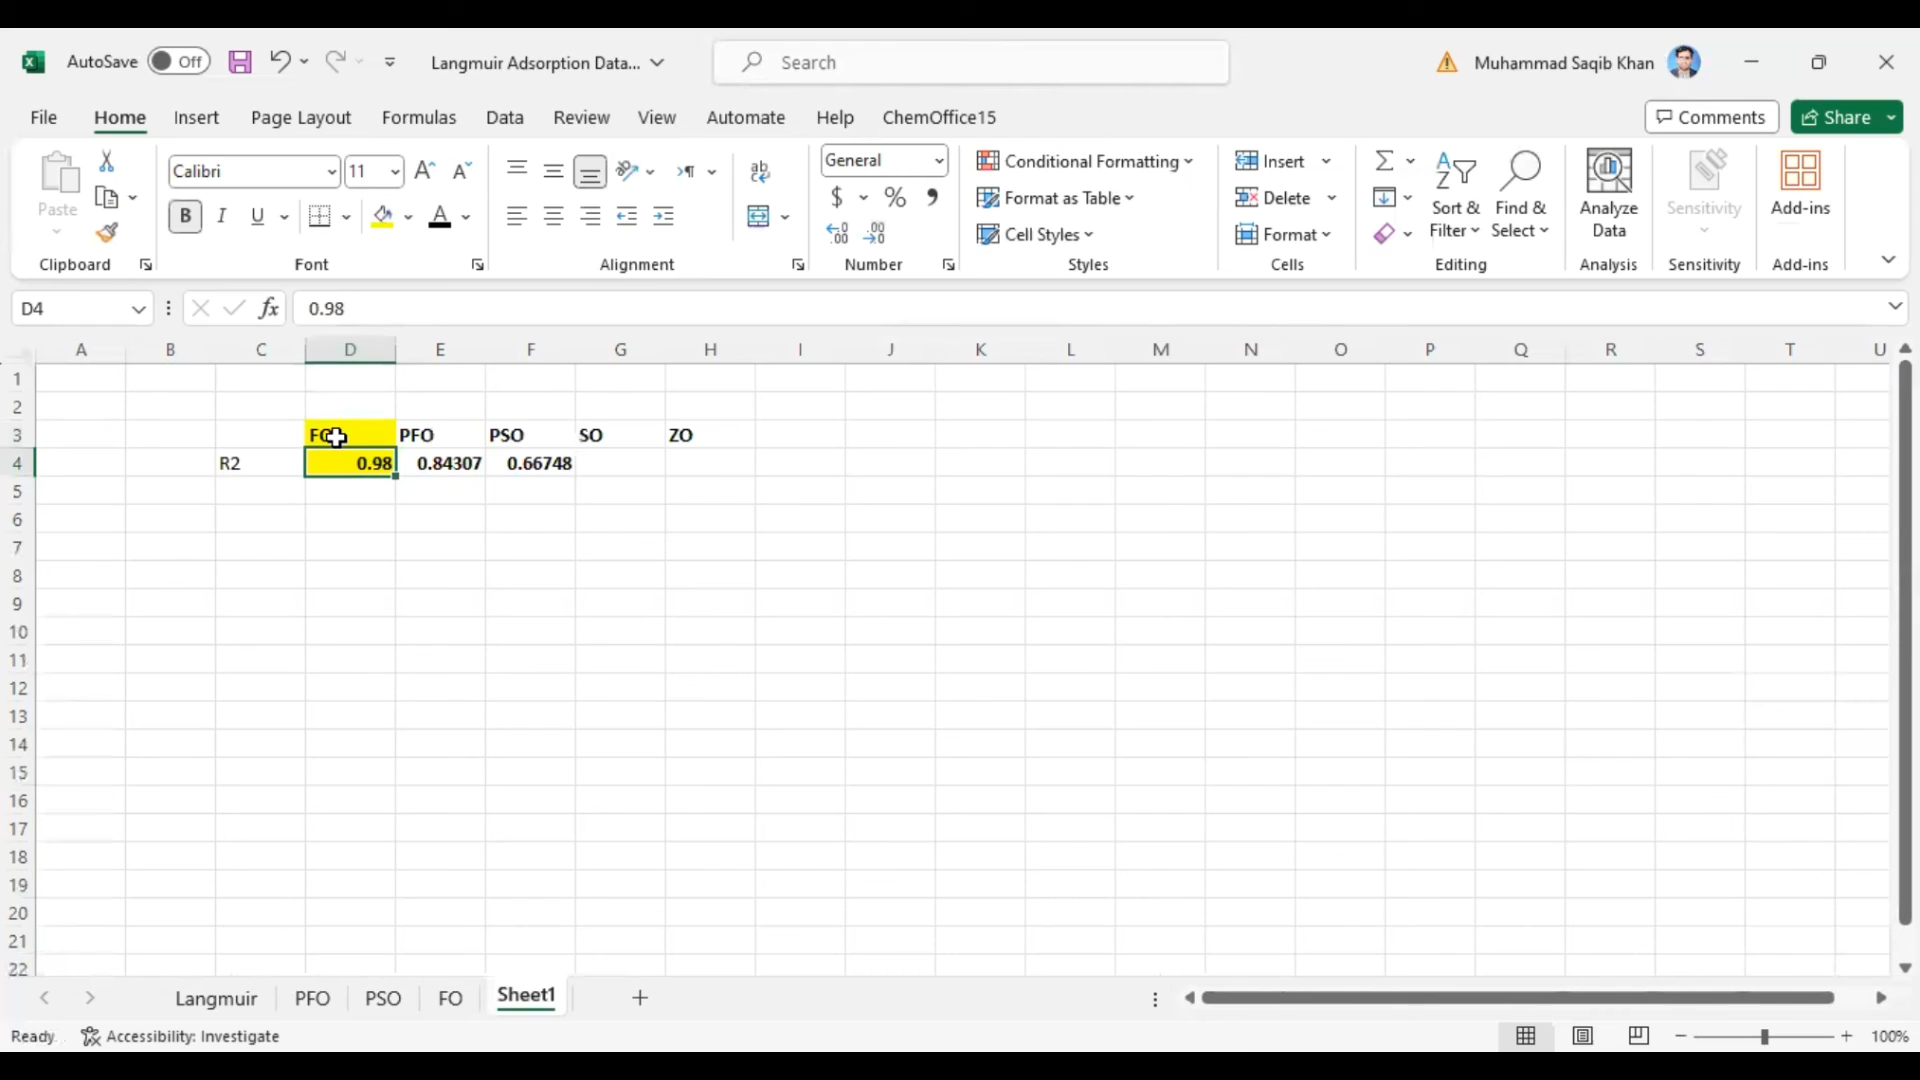 AutoSave Off Langmuir Adsorption Data... Search Muhammad Saqib Khan
File Home Insert Page Layout Formulas Data Review View Automate Help ChemOffice15 Comments Share
Paste Calibri 11 General Conditional Formatting Insert Sort & Filter Find & Select Analyze Data Sensitivity Add-ins
B I U A $ % Format as Table Delete
Cell Styles Format
Clipboard Font Alignment Number Styles Cells Editing Analysis Sensitivity Add-ins
D4 fx 0.98
A B C D E F G H I J K L M N O P Q R S T U
1
2
3 PFO PSO SO ZO
4 R2 0.98 0.84307 0.66748
5
6
7
8
9
10
11
12
13
14
15
16
17
18
19
20
21
22
Langmuir PFO PSO FO Sheet1
Ready Accessibility: Investigate 100%